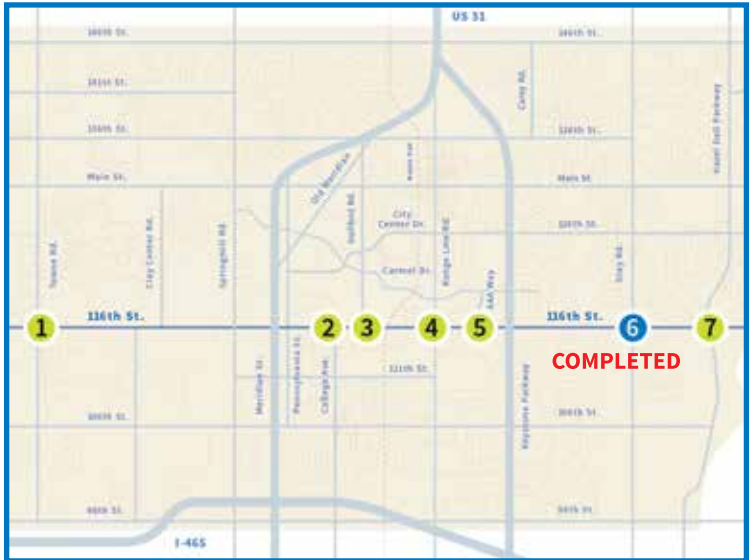 US 31
146th St.
146th St.
141st St.
136th St.
136th St.
Carey Rd.
Hazel Dell Parkway
Main St.
Main St.
Old Meridian
Guilford Rd.
City
Center Dr.
126th St.
Towne Rd.
Clay Center Rd.
Springmill Rd.
Range Line Rd.
Gray Rd.
Carmel Dr.
AAA Way
116th St.
116th St.
1
2
3
4
5
6
7
COMPLETED
Meridian St.
Pennsylvania St.
College Ave.
111th St.
Keystone Parkway
106th St.
106th St.
96th St.
96th St.
I-465